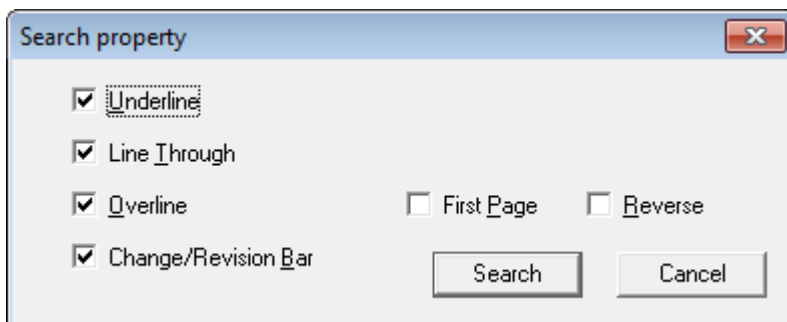 Search property
Underline
Line Through
Overline First Page Reverse
Change/Revision Bar
Search Cancel